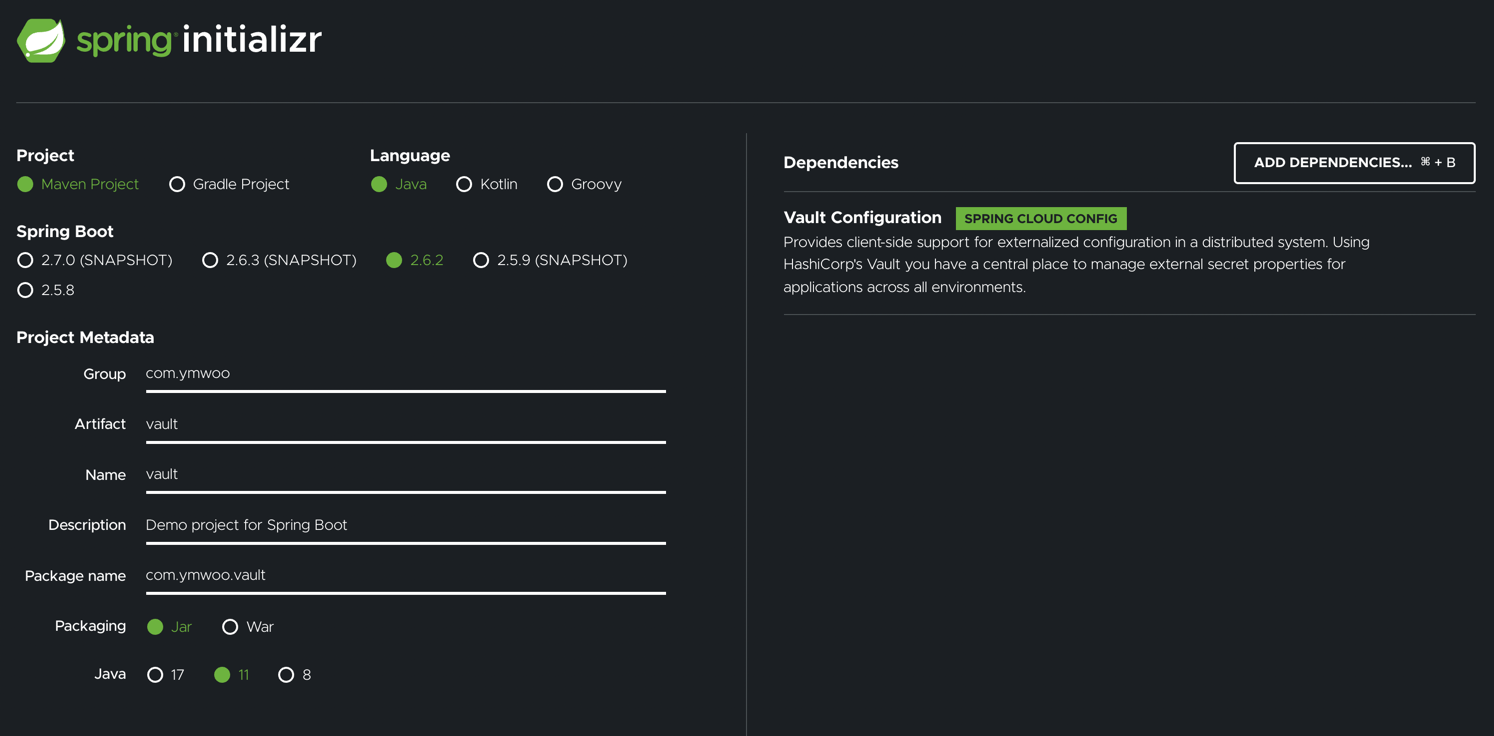 spring initializr
Project
Maven Project
Gradle Project
Language
Java
Kotlin
Groovy
Spring Boot
2.7.0 (SNAPSHOT)
2.6.3 (SNAPSHOT)
2.6.2
2.5.9 (SNAPSHOT)
2.5.8
Project Metadata
Group
com.ymwoo
Artifact
vault
Name
vault
Description
Demo project for Spring Boot
Package name
com.ymwoo.vault
Packaging
Jar
War
Java
17
11
8
Dependencies
ADD DEPENDENCIES... ⌘ + B
Vault Configuration
SPRING CLOUD CONFIG
Provides client-side support for externalized configuration in a distributed system. Using
HashiCorp's Vault you have a central place to manage external secret properties for
applications across all environments.